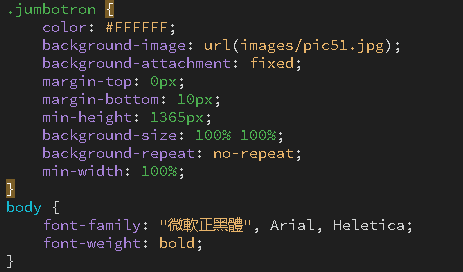 .jumbotron {
color: #FFFFFF;
background-image: url(images/pic51.jpg);
background-attachment: fixed;
margin-top: 0px;
margin-bottom: 10px;
min-height: 1365px;
background-size: 100% 100%;
background-repeat: no-repeat;
min-width: 100%;
}
body {
font-family: "微軟正黑體", Arial, Heletica;
font-weight: bold;
}